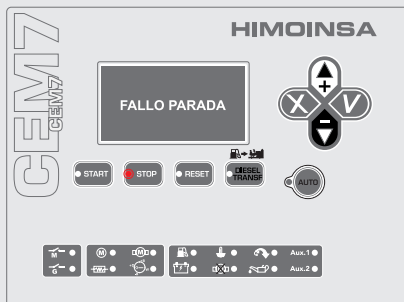 HIMOINSA
CEM7
CEM7
FALLO PARADA
+
X
V
-
START
STOP
RESET
DIESEL
TRANSF
AUTO
M
M
M
Aux.1
G
Aux.2